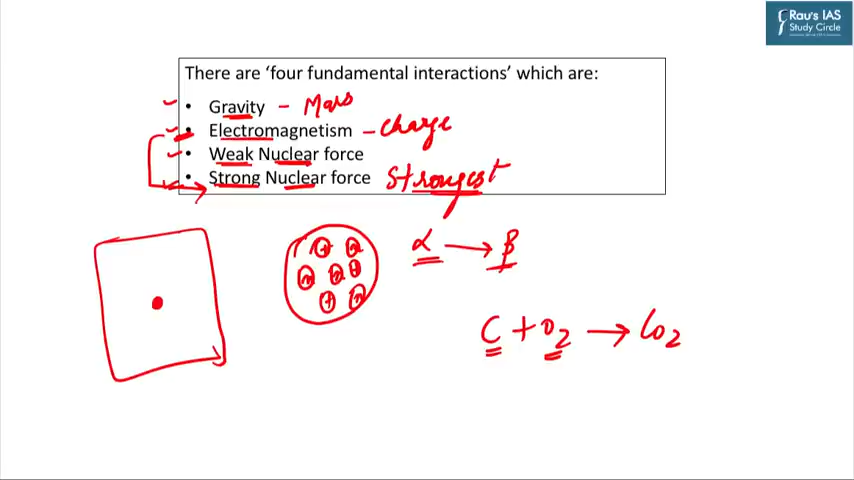 Rau's IAS
Study Circle
There are ‘four fundamental interactions’ which are:
• Gravity - Mass
• Electromagnetism - Charge
• Weak Nuclear force
• Strong Nuclear force Strongest
α → β
C + O2 → CO2